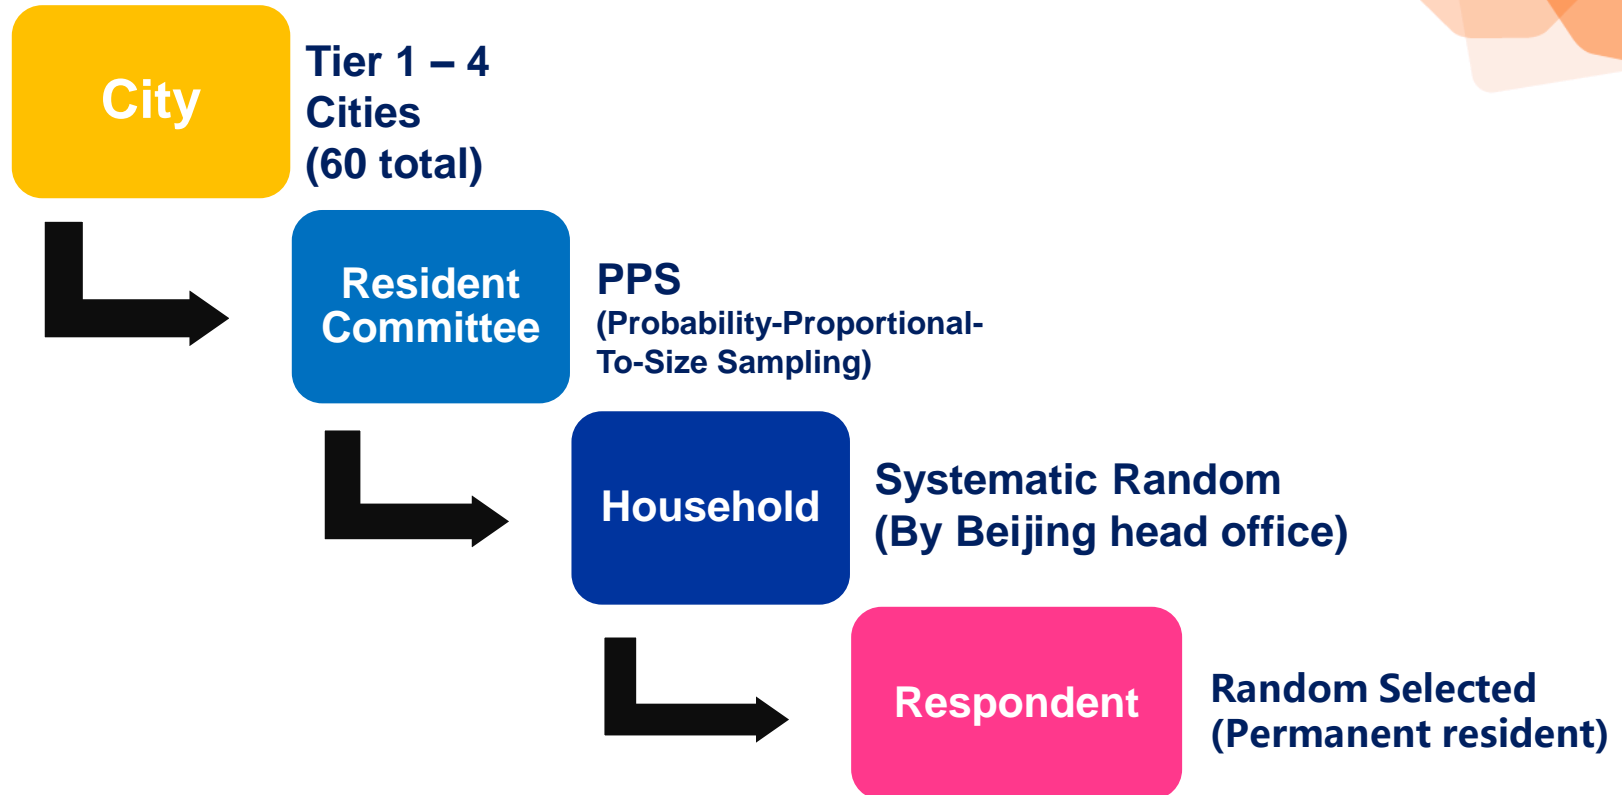 City
Tier 1 – 4
Cities
(60 total)
Resident
Committee
PPS
(Probability-Proportional-
To-Size Sampling)
Household
Systematic Random
(By Beijing head office)
Respondent
Random Selected
(Permanent resident)